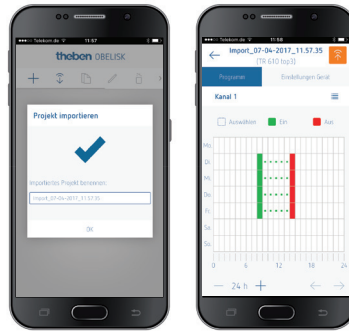 Telekom.de 11:57
theben OBELISK
Projekt importieren
Importiertes Projekt benennen:
Import_07-04-2017_11.57.35
OK
Telekom.de 11:58
Import_07-04-2017_11.57.35
[TR 610 top3]
Programm
Einstellungen Gerät
Kanal 1
Auswählen Ein Aus
Mo.
Di.
Mi.
Do.
Fr.
Sa.
So.
0 6 12 18 24
24 h